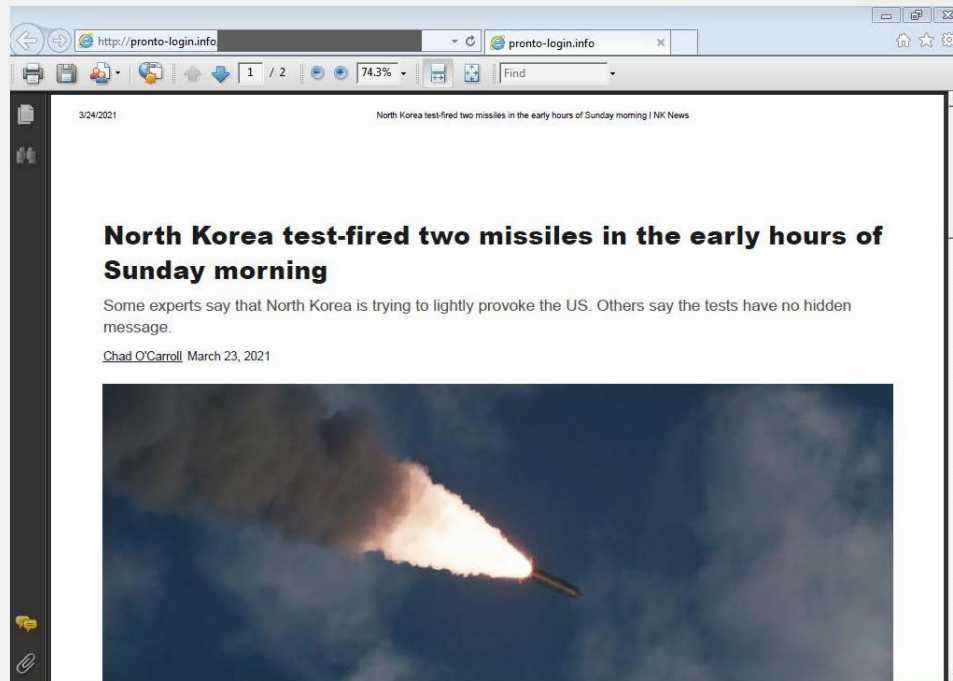 http://pronto-login.info
pronto-login.info
1 / 2
74.3%
Find
3/24/2021
North Korea test-fired two missiles in the early hours of Sunday morning | NK News
North Korea test-fired two missiles in the early hours of
Sunday morning
Some experts say that North Korea is trying to lightly provoke the US. Others say the tests have no hidden
message.
Chad O'Carroll March 23, 2021